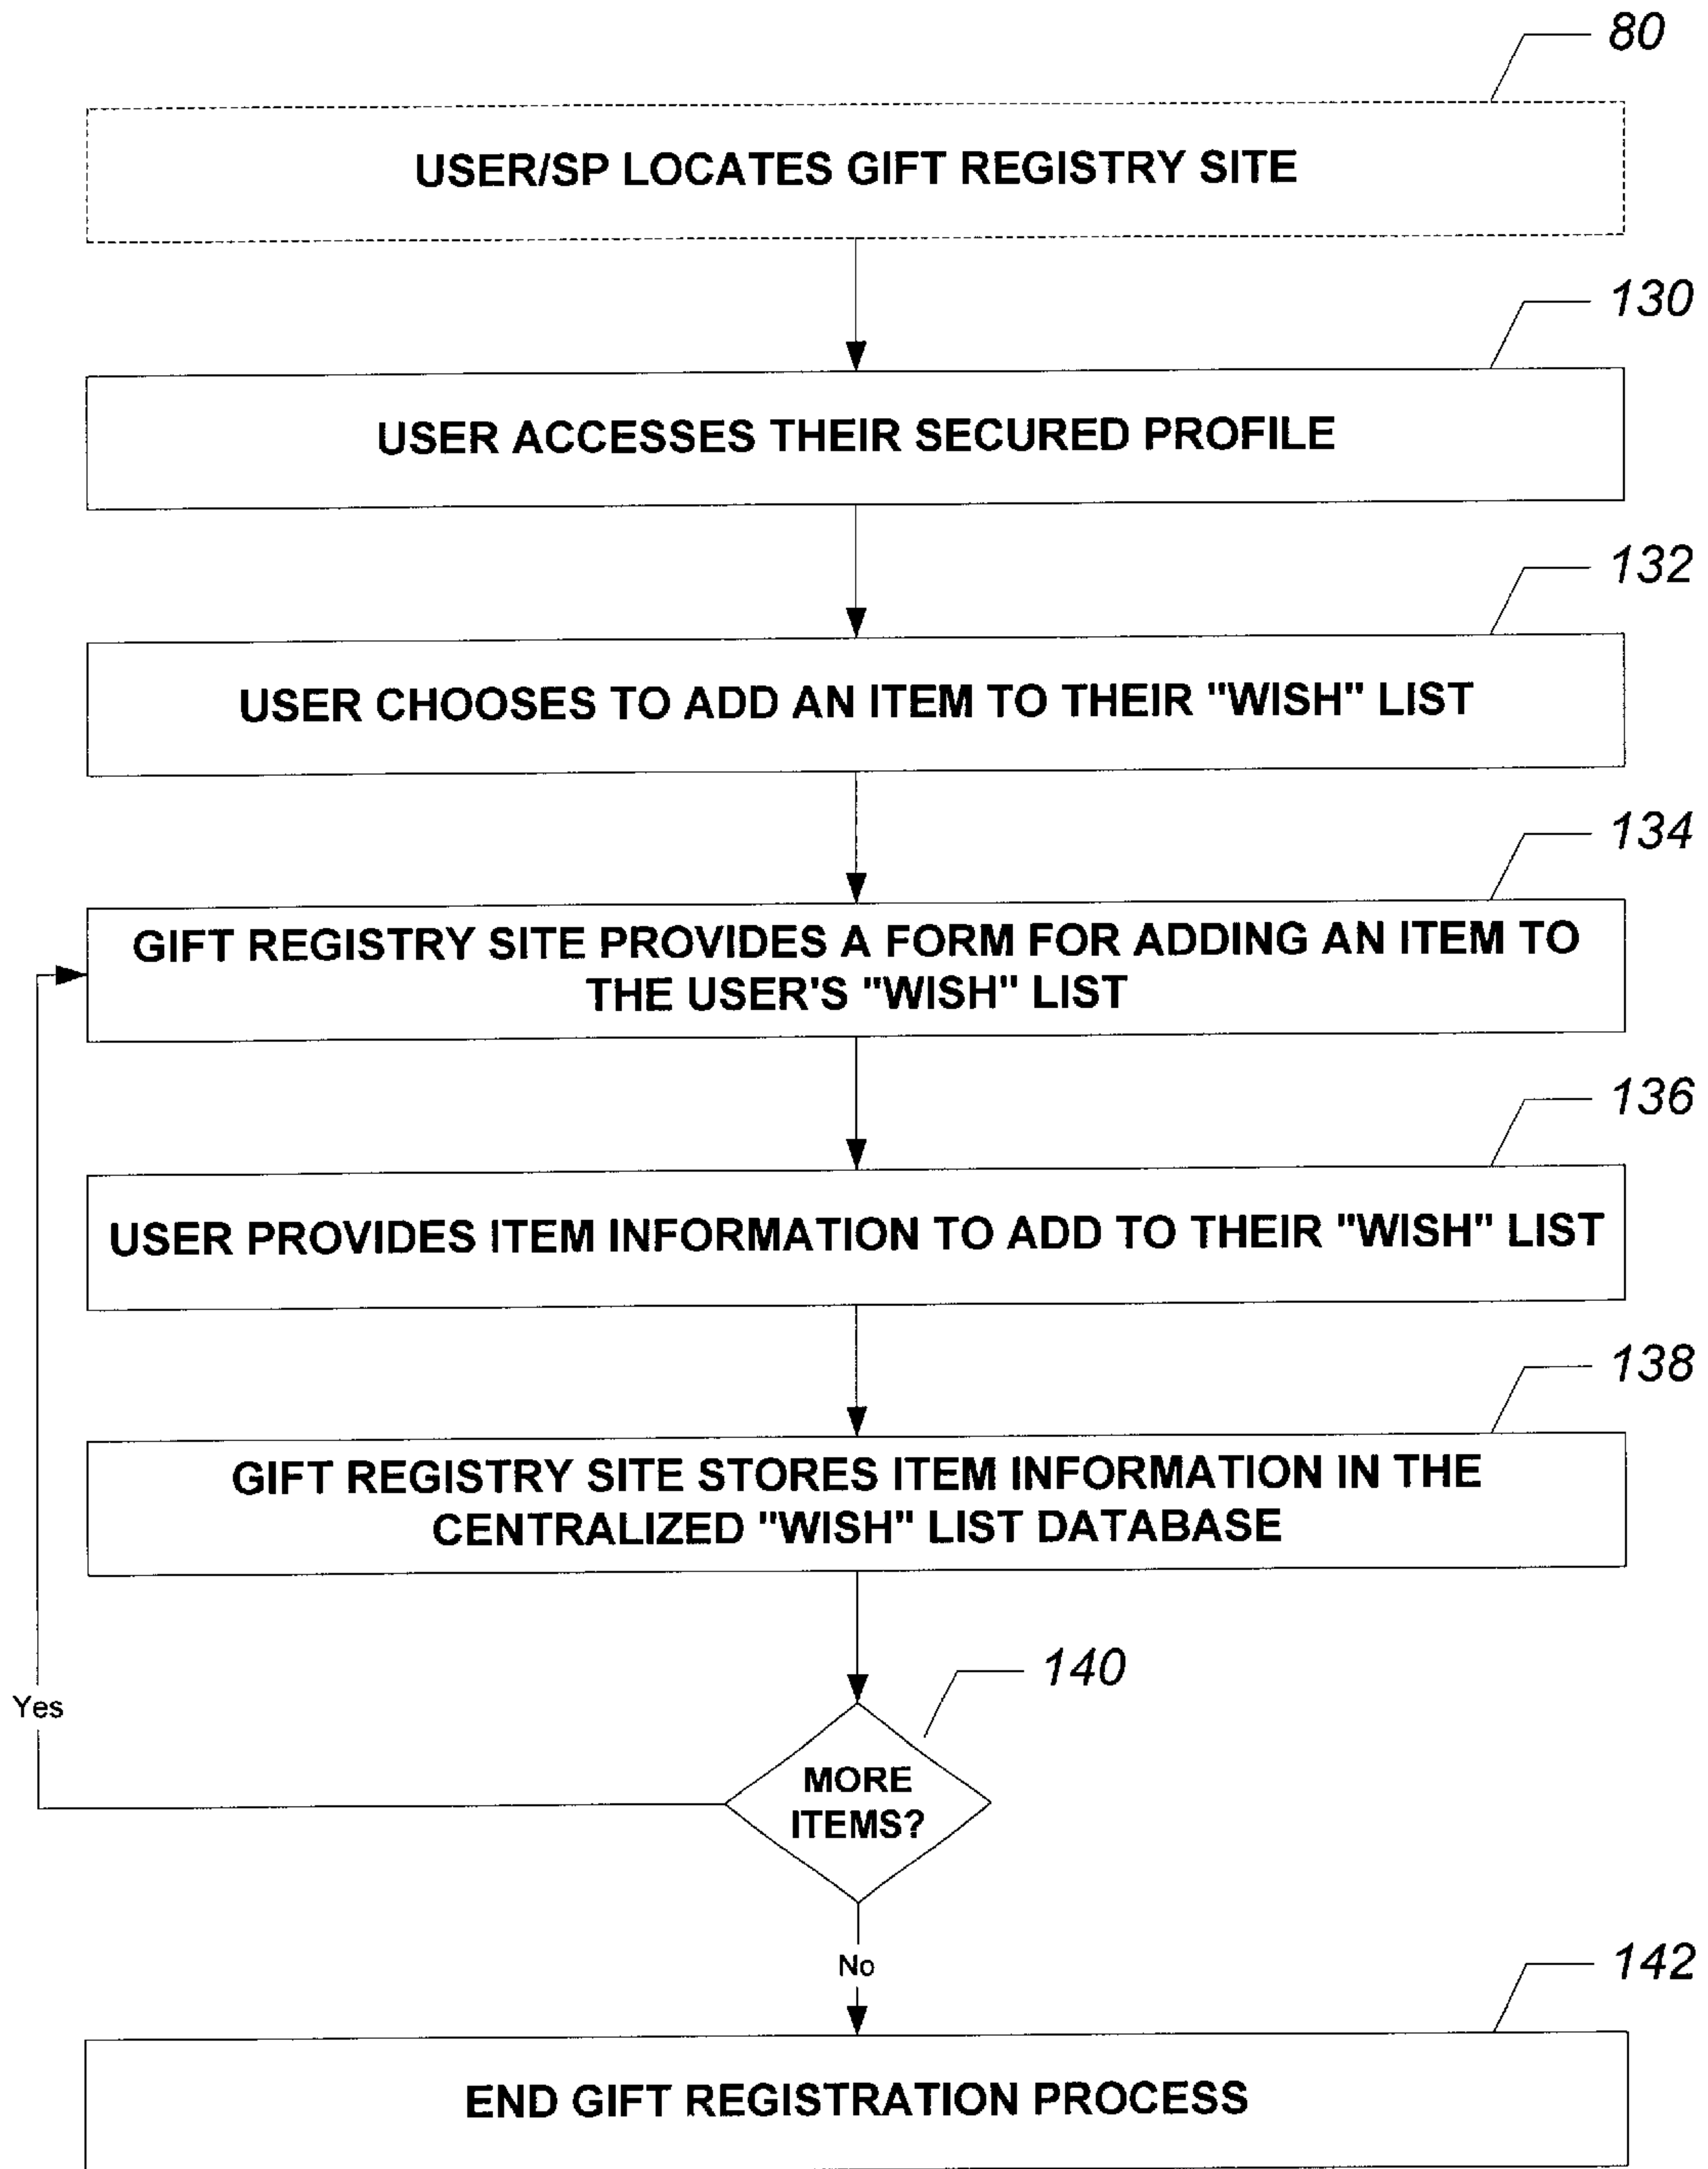 80
USER/SP LOCATES GIFT REGISTRY SITE
130
USER ACCESSES THEIR SECURED PROFILE
132
USER CHOOSES TO ADD AN ITEM TO THEIR "WISH" LIST
134
GIFT REGISTRY SITE PROVIDES A FORM FOR ADDING AN ITEM TO
THE USER'S "WISH" LIST
136
USER PROVIDES ITEM INFORMATION TO ADD TO THEIR "WISH" LIST
138
GIFT REGISTRY SITE STORES ITEM INFORMATION IN THE
CENTRALIZED "WISH" LIST DATABASE
140
Yes
MORE
ITEMS?
No
142
END GIFT REGISTRATION PROCESS